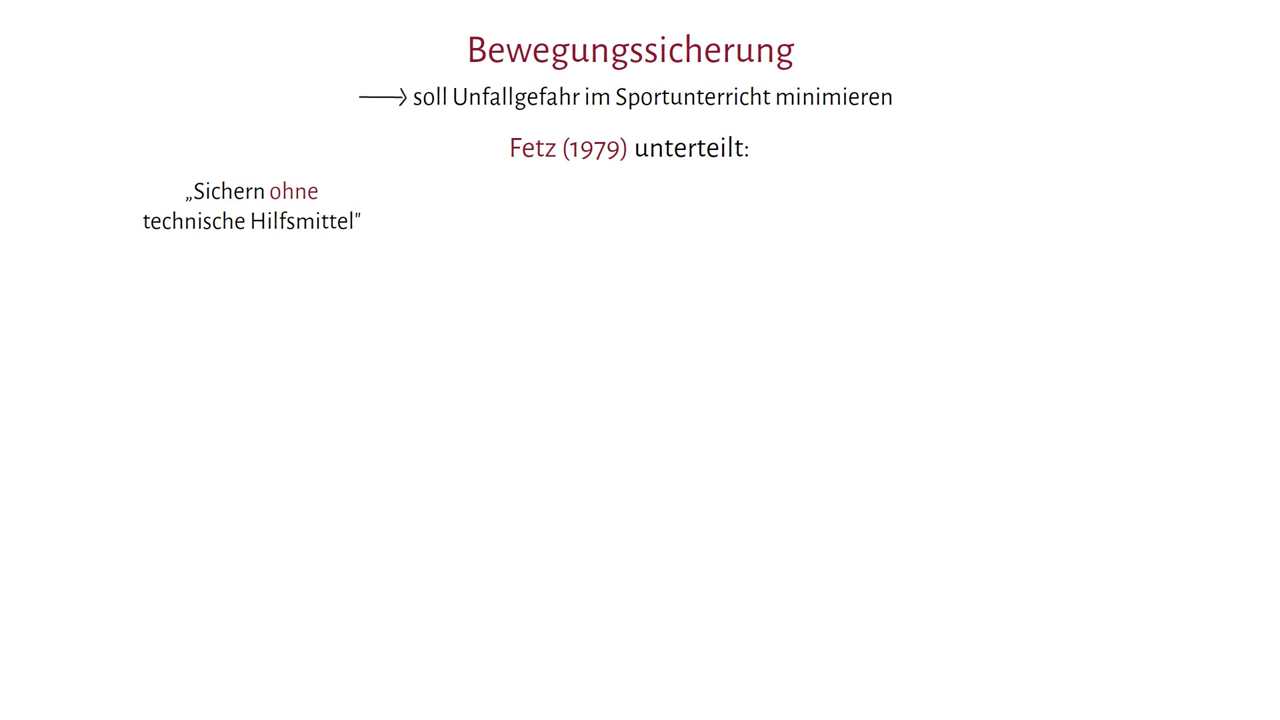 Bewegungssicherung
soll Unfallgefahr im Sportunterricht minimieren
Fetz (1979) unterteilt:
„Sichern ohne
technische Hilfsmittel"